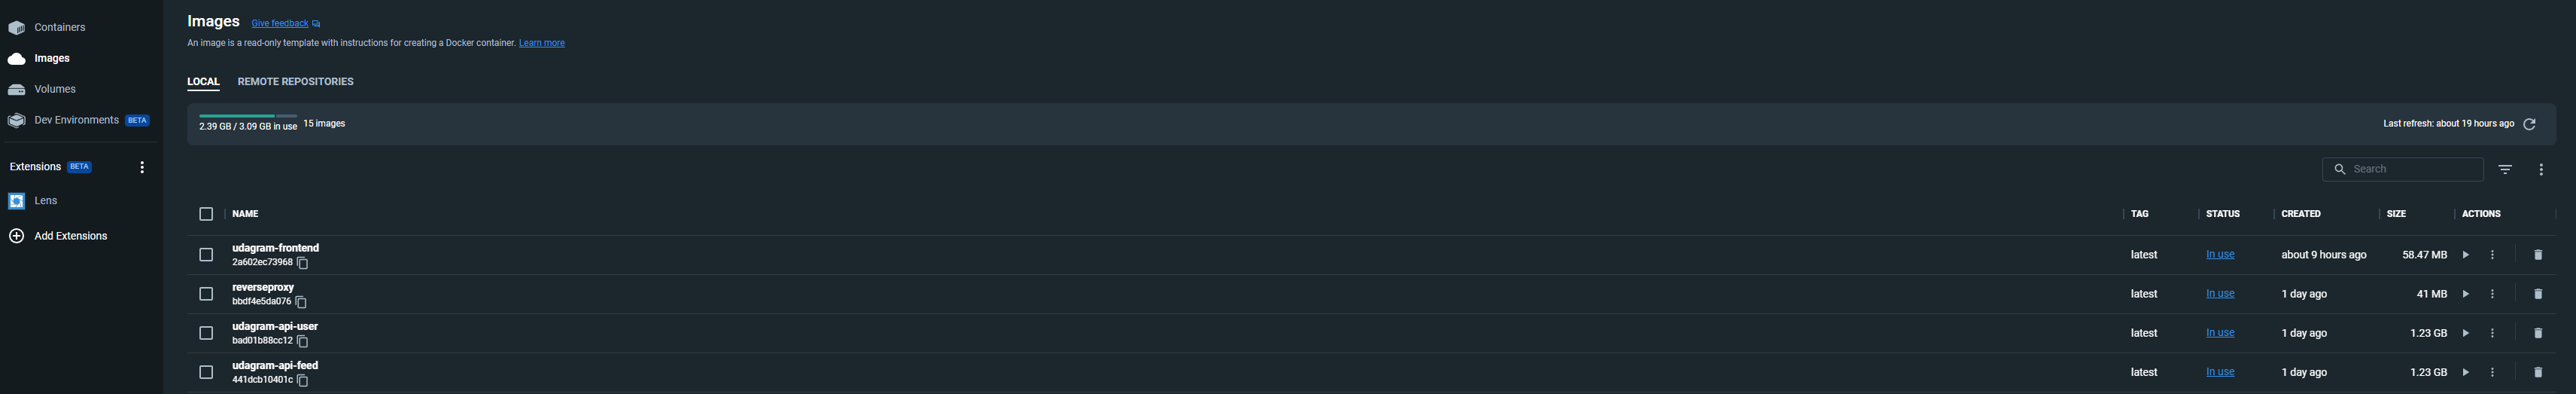 Containers
Images
Volumes
Dev Environments BETA
Extensions BETA
Lens
Add Extensions
Images Give feedback
An image is a read-only template with instructions for creating a Docker container. Learn more
LOCAL REMOTE REPOSITORIES
2.39 GB / 3.09 GB in use 15 images Last refresh: about 19 hours ago
Search
NAME TAG STATUS CREATED SIZE ACTIONS
udagram-frontend
2a602ec73968 latest In use about 9 hours ago 58.47 MB
reverseproxy
bbdf4e5da076 latest In use 1 day ago 41 MB
udagram-api-user
bad01b88cc12 latest In use 1 day ago 1.23 GB
udagram-api-feed
441dcb10401c latest In use 1 day ago 1.23 GB